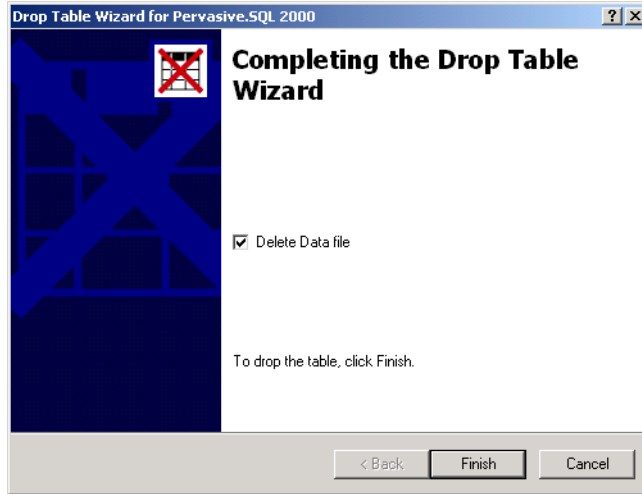 Drop Table Wizard for Pervasive.SQL 2000
Completing the Drop Table
Wizard
Delete Data file
To drop the table, click Finish.
< Back
Finish
Cancel